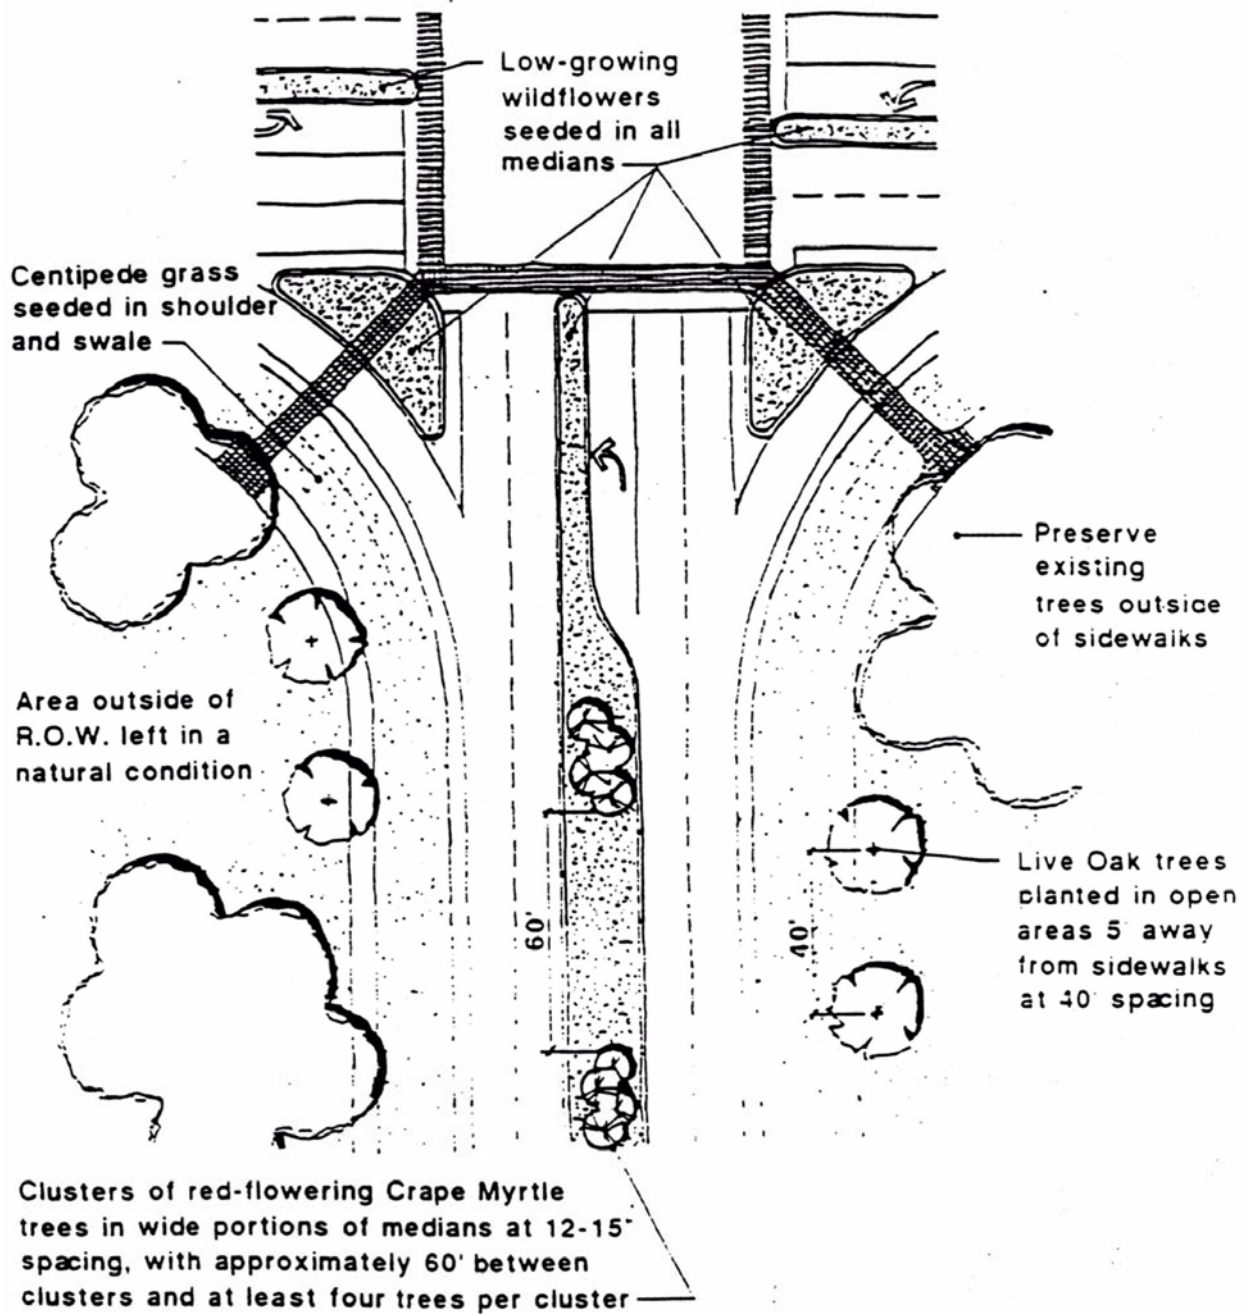 Low-growing
wildflowers
seeded in all
medians
Centipede grass
seeded in shoulder
and swale
Preserve
existing
trees outside
of sidewalks
Area outside of
R.O.W. left in a
natural condition
60'
40'
Live Oak trees
planted in open
areas 5' away
from sidewalks
at 40' spacing
Clusters of red-flowering Crape Myrtle
trees in wide portions of medians at 12-15'
spacing, with approximately 60' between
clusters and at least four trees per cluster